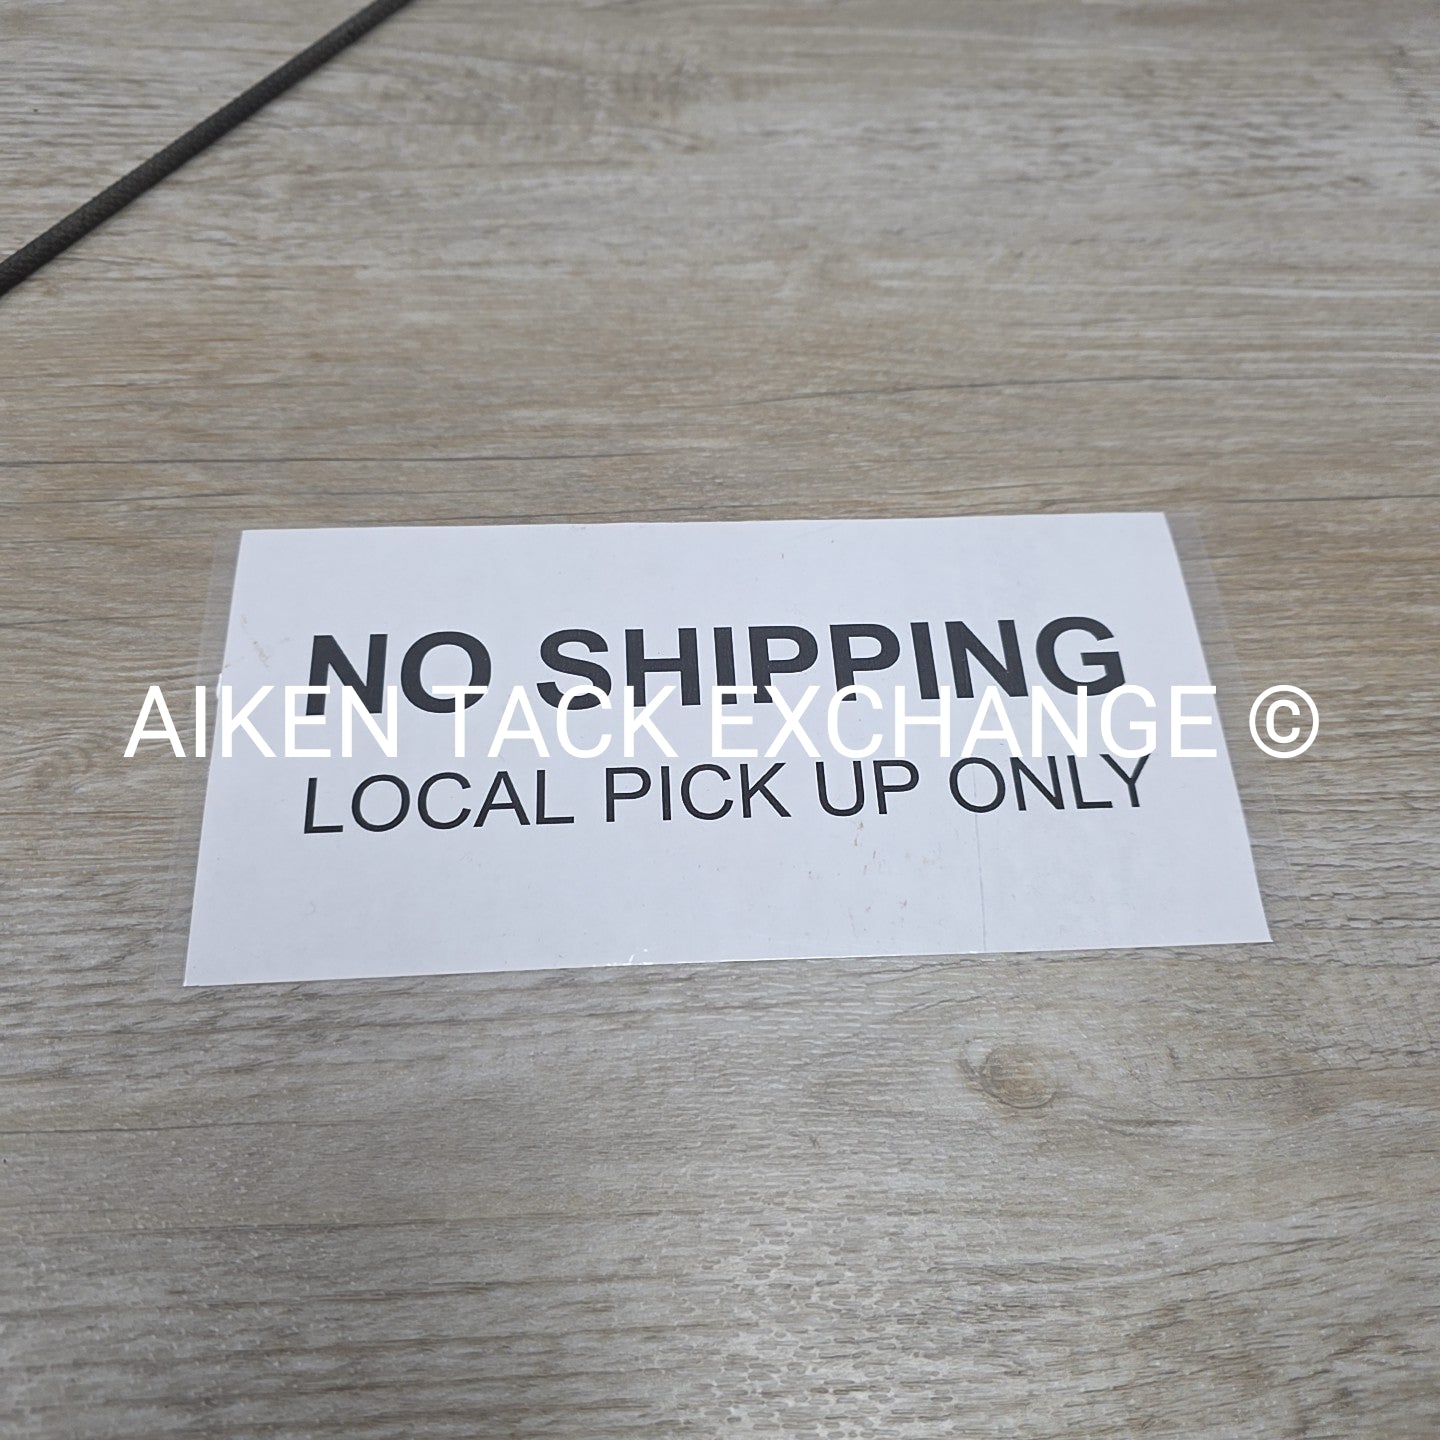 NO SHIPPING
AIKEN TACK EXCHANGE ©
LOCAL PICK UP ONLY